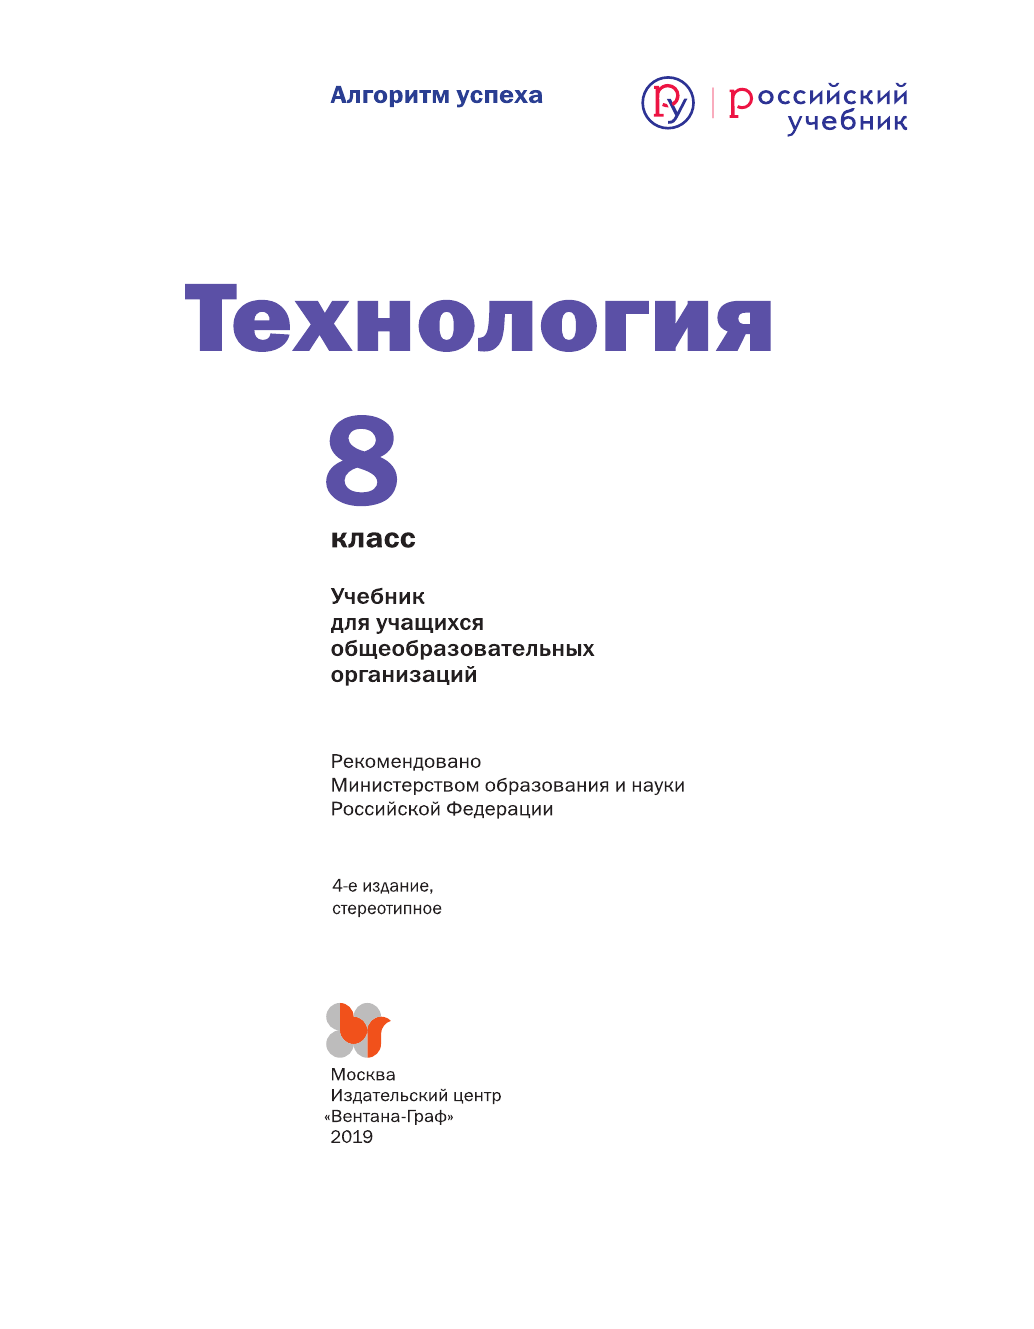 Алгоритм успеха
РУ
российский
учебник
Технология
8
класс
Учебник
для учащихся
общеобразовательных
организаций
Рекомендовано
Министерством образования и науки
Российской Федерации
4-е издание,
стереотипное
Москва
Издательский центр
«Вентана-Граф»
2019